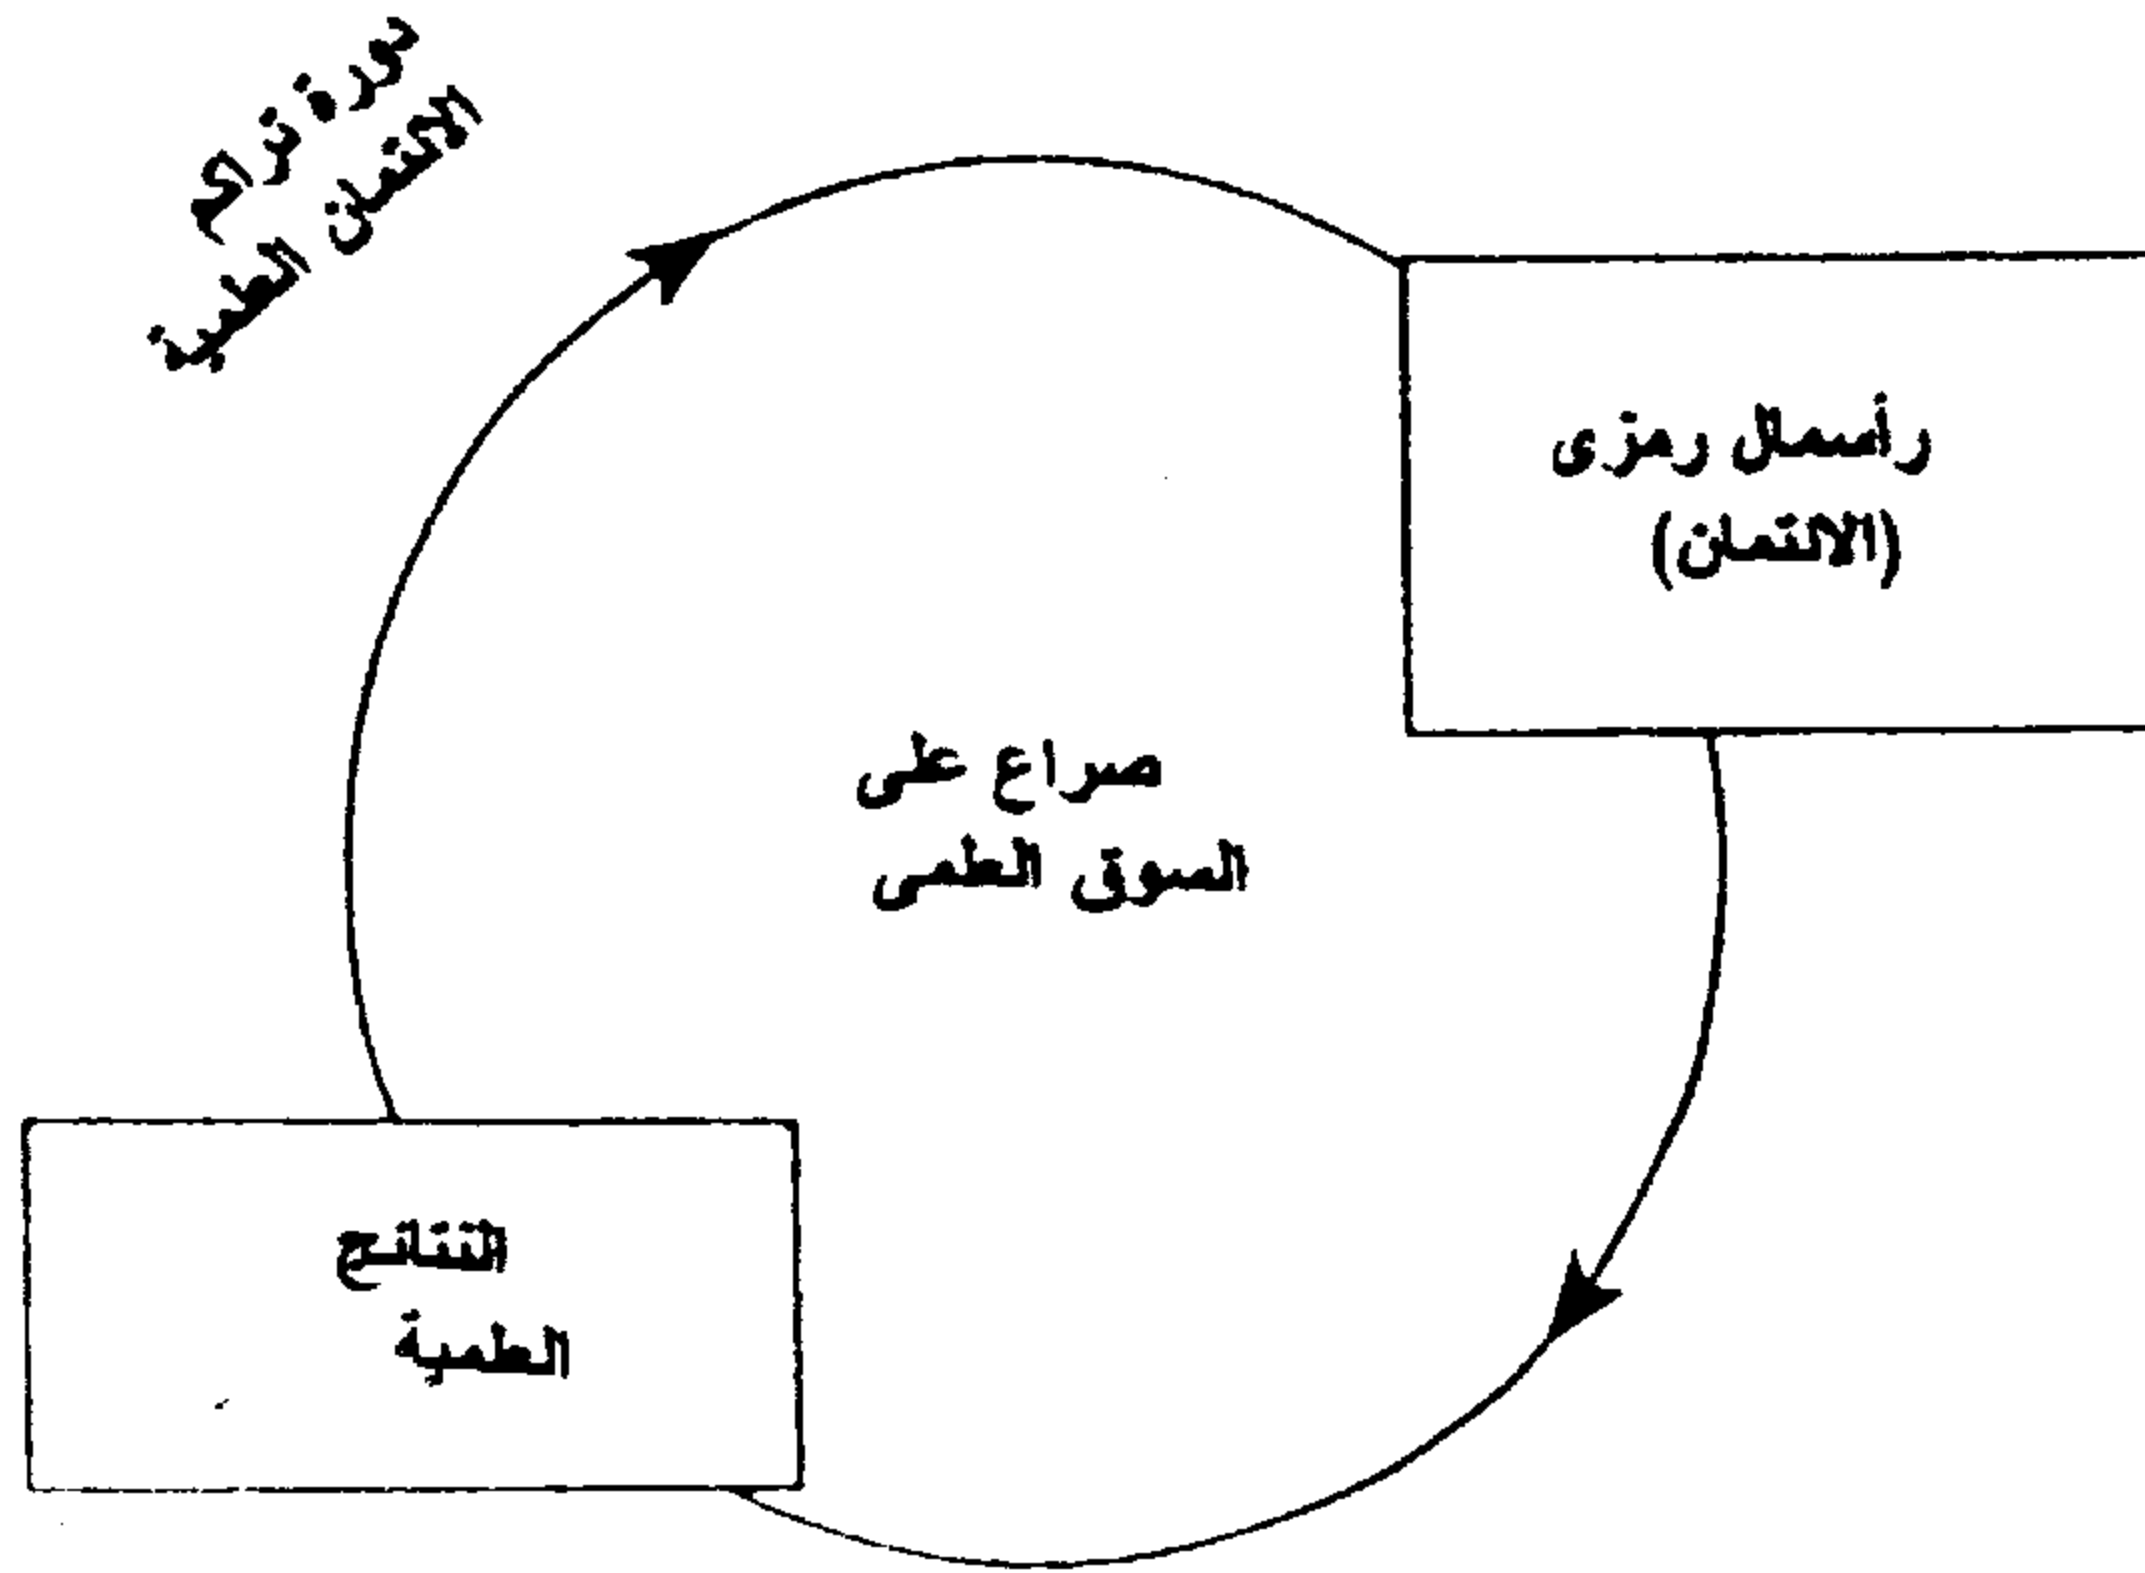 دورة تراكم
الائتمان العلمية
رأسمال رمزى
(الائتمان)
صراع على
السوق العلمى
النتائج
العلمية